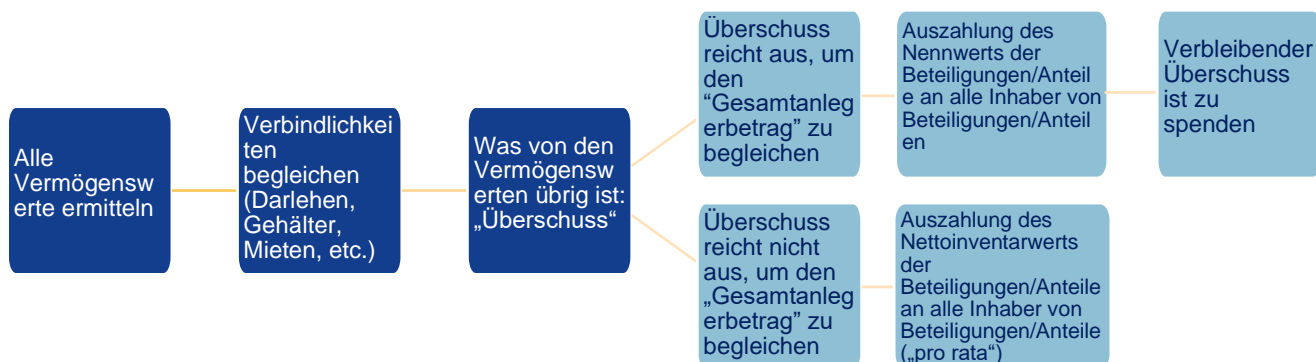 Alle
Vermögensw
erte ermitteln
Verbindlichkei
ten
begleichen
(Darlehen,
Gehälter,
Mieten, etc.)
Was von den
Vermögensw
erten übrig ist:
„Überschuss“
Überschuss
reicht aus, um
den
“Gesamtanleg
erbetrag” zu
begleichen
Auszahlung des
Nennwerts der
Beteiligungen/Anteil
e an alle Inhaber von
Beteiligungen/Anteil
en
Verbleibender
Überschuss
ist zu
spenden
Überschuss
reicht nicht
aus, um den
„Gesamtanleg
erbetrag” zu
begleichen
Auszahlung des
Nettoinventarwerts
der
Beteiligungen/Anteile
an alle Inhaber von
Beteiligungen/Anteile
(„pro rata“)